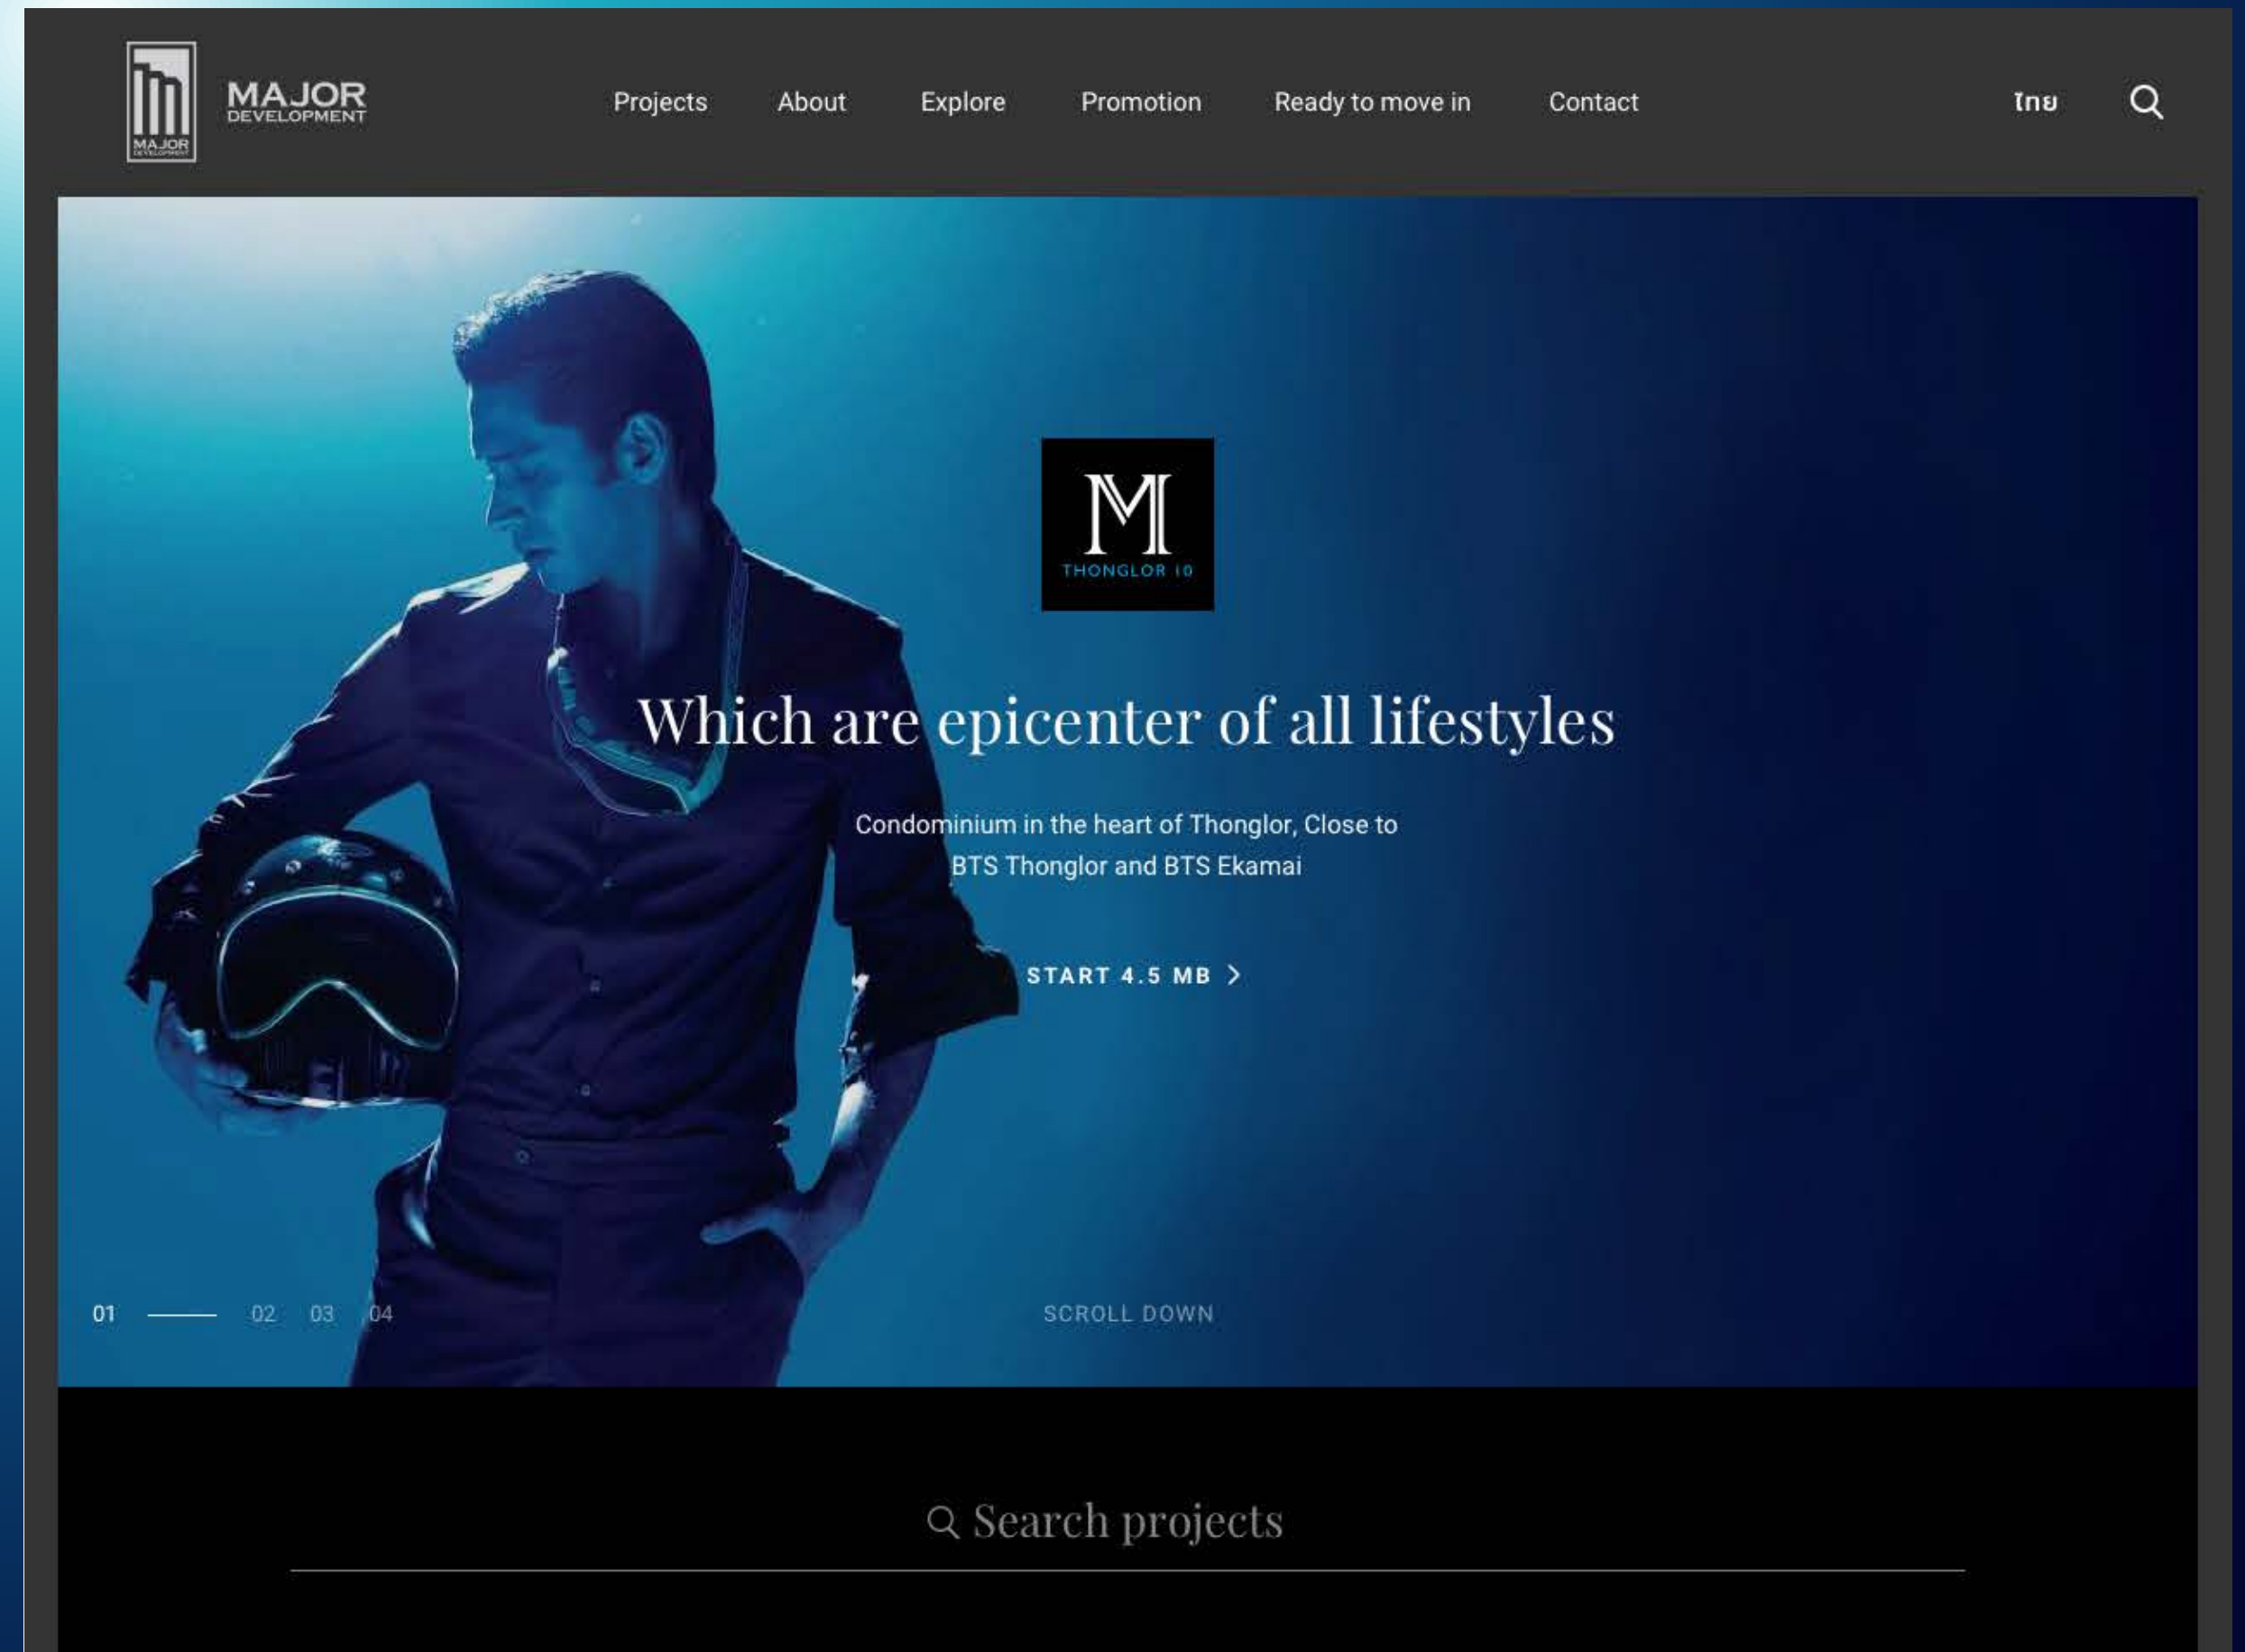 MAJOR
DEVELOPMENT
MAJOR
DEVELOPMENT
Projects
About
Explore
Promotion
Ready to move in
Contact
ไทย
M
THONGLOR 10
Which are epicenter of all lifestyles
Condominium in the heart of Thonglor, Close to
BTS Thonglor and BTS Ekamai
START 4.5 MB
01
02
03
04
SCROLL DOWN
Search projects